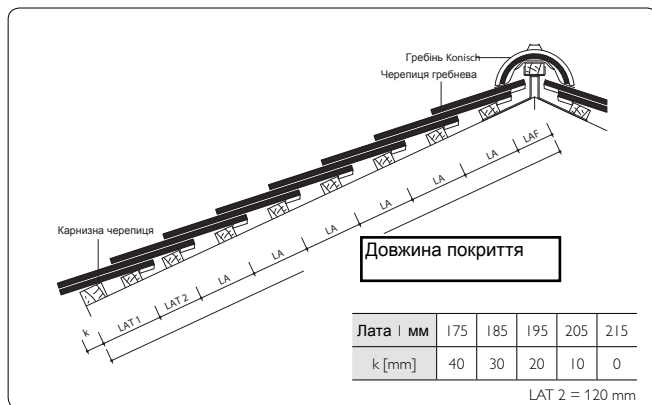 Гребінь Konisch
Черепиця гребнева
LAF
LA
LA
LA
LA
LA
Карнизна черепиця
LA
LA
LAT 2
LAT 1
k
Довжина покриття
Лата 1 мм 175 185 195 205 215
k [mm] 40 30 20 10 0
LAT 2 = 120 mm